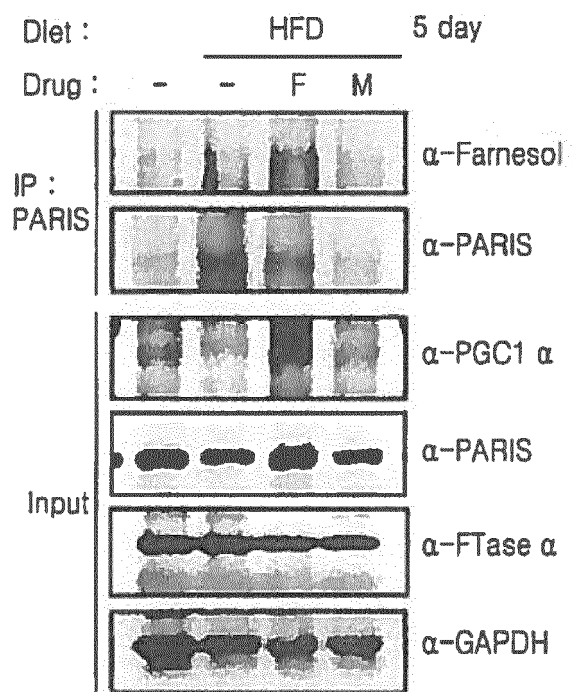 Diet : HFD 5 day
Drug : - - F M
IP : PARIS
α-Farnesol
α-PARIS
Input
α-PGC1 α
α-PARIS
α-FTase α
α-GAPDH